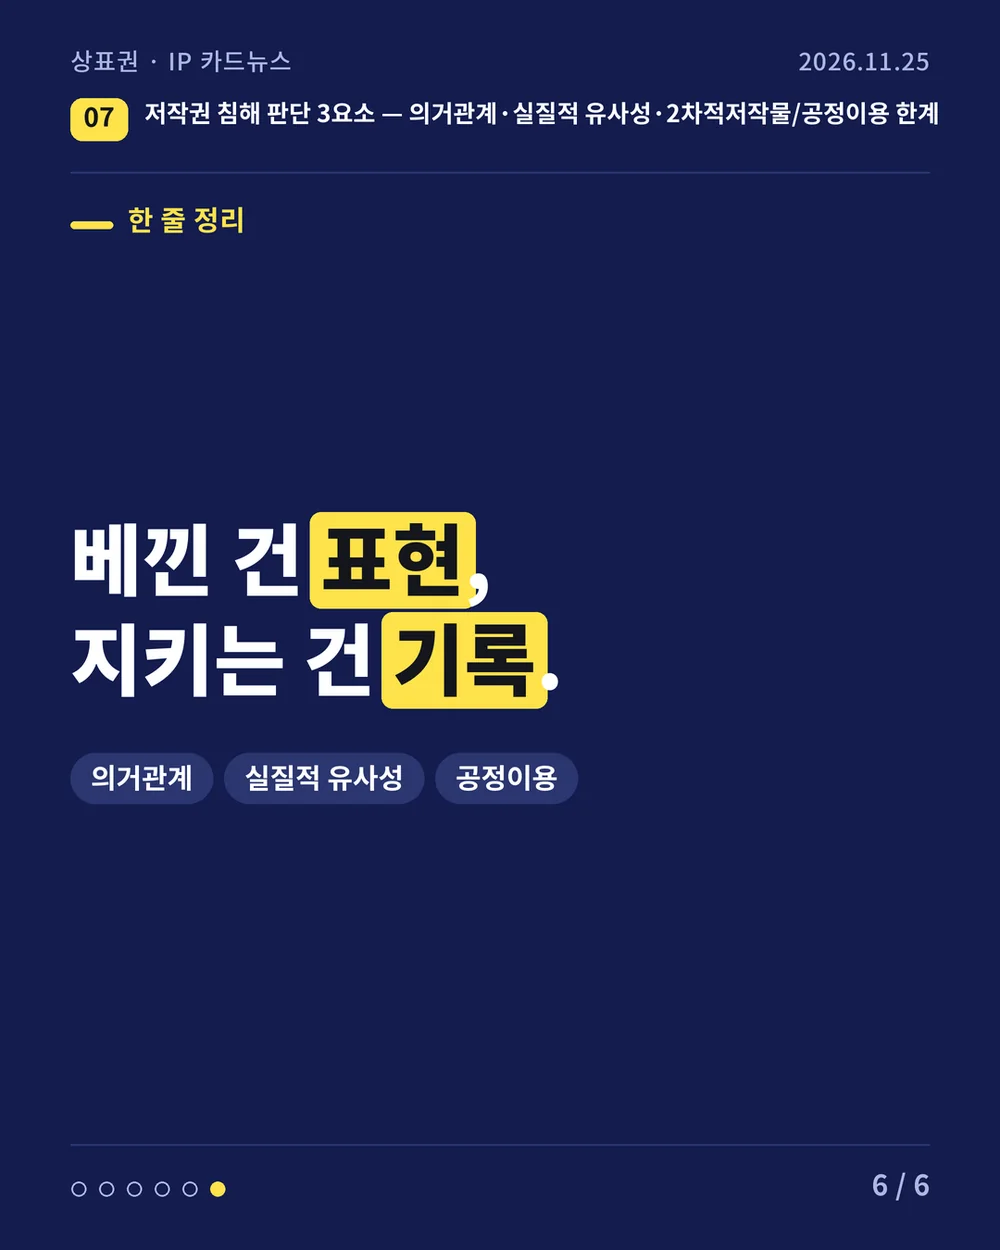 상표권 · IP 카드뉴스
2026.11.25
07 저작권 침해 판단 3요소 — 의거관계·실질적 유사성·2차적저작물/공정이용 한계
한 줄 정리
베낀 건 표현,
지키는 건 기록.
의거관계 실질적 유사성 공정이용
6 / 6